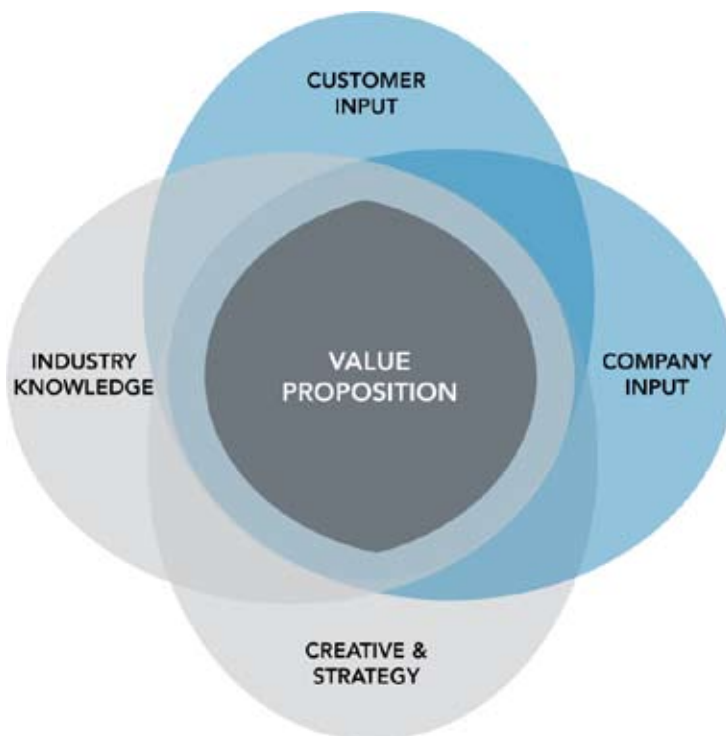 CUSTOMER
INPUT
INDUSTRY
KNOWLEDGE
VALUE
PROPOSITION
COMPANY
INPUT
CREATIVE &
STRATEGY